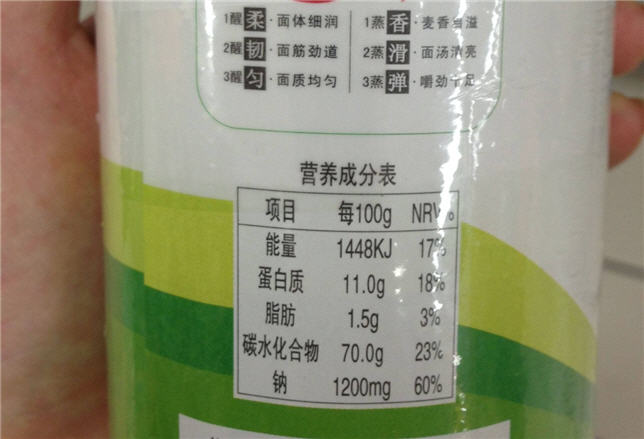 1醒柔·面体细润
2醒韧·面筋劲道
3醒匀·面质均匀
1蒸香·麦香自溢
2蒸滑·面汤清亮
3蒸弹·嚼劲十足
营养成分表
项目 每100g NRV%
能量 1448KJ 17%
蛋白质 11.0g 18%
脂肪 1.5g 3%
碳水化合物 70.0g 23%
钠 1200mg 60%